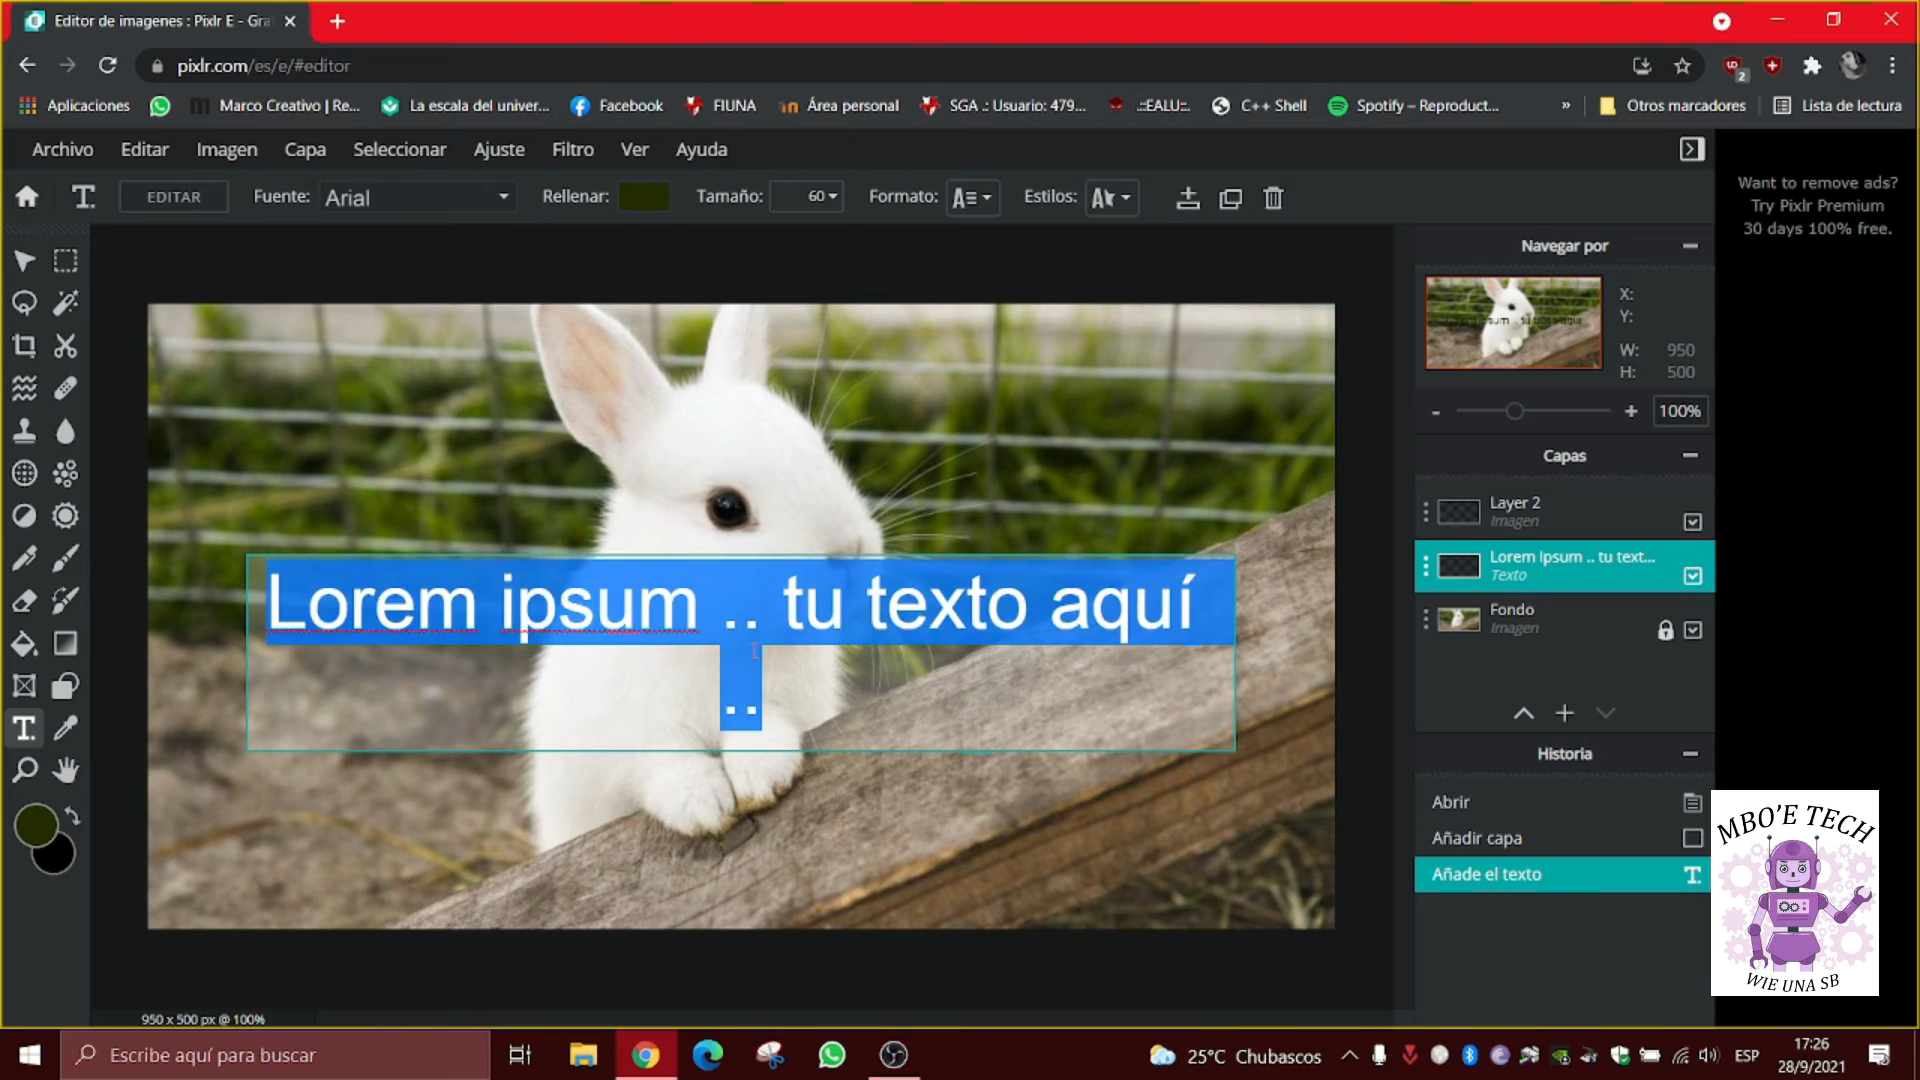 Editor de imagenes : Pixlr E - Gra
pixlr.com/es/e/#editor
2
Aplicaciones
Marco Creativo | Re...
La escala del univer...
Facebook
FIUNA
Área personal
SGA .: Usuario: 479...
.::EALU::.
C++ Shell
Spotify – Reproduct...
»
Otros marcadores
Lista de lectura
Archivo Editar Imagen Capa Seleccionar Ajuste Filtro Ver Ayuda
EDITAR Fuente: Arial Rellenar: Tamaño: 60 Formato: Estilos:
Want to remove ads?
Try Pixlr Premium
30 days 100% free.
Navegar por
X:
Y:
W: 950
H: 500
- + 100%
Capas
Layer 2
Imagen
Lorem ipsum .. tu text...
Texto
Fondo
Imagen
Lorem ipsum .. tu texto aquí
..
Historia
Abrir
Añadir capa
Añade el texto
MBO'E TECH
WIE UNA SB
950 x 500 px @ 100%
Escribe aquí para buscar
25°C Chubascos
ESP
17:26
28/9/2021